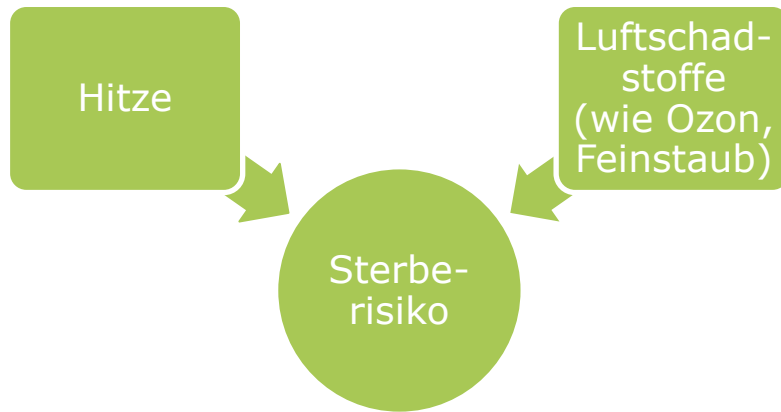 Hitze
Luftschad-
stoffe
(wie Ozon,
Feinstaub)
Sterbe-
risiko